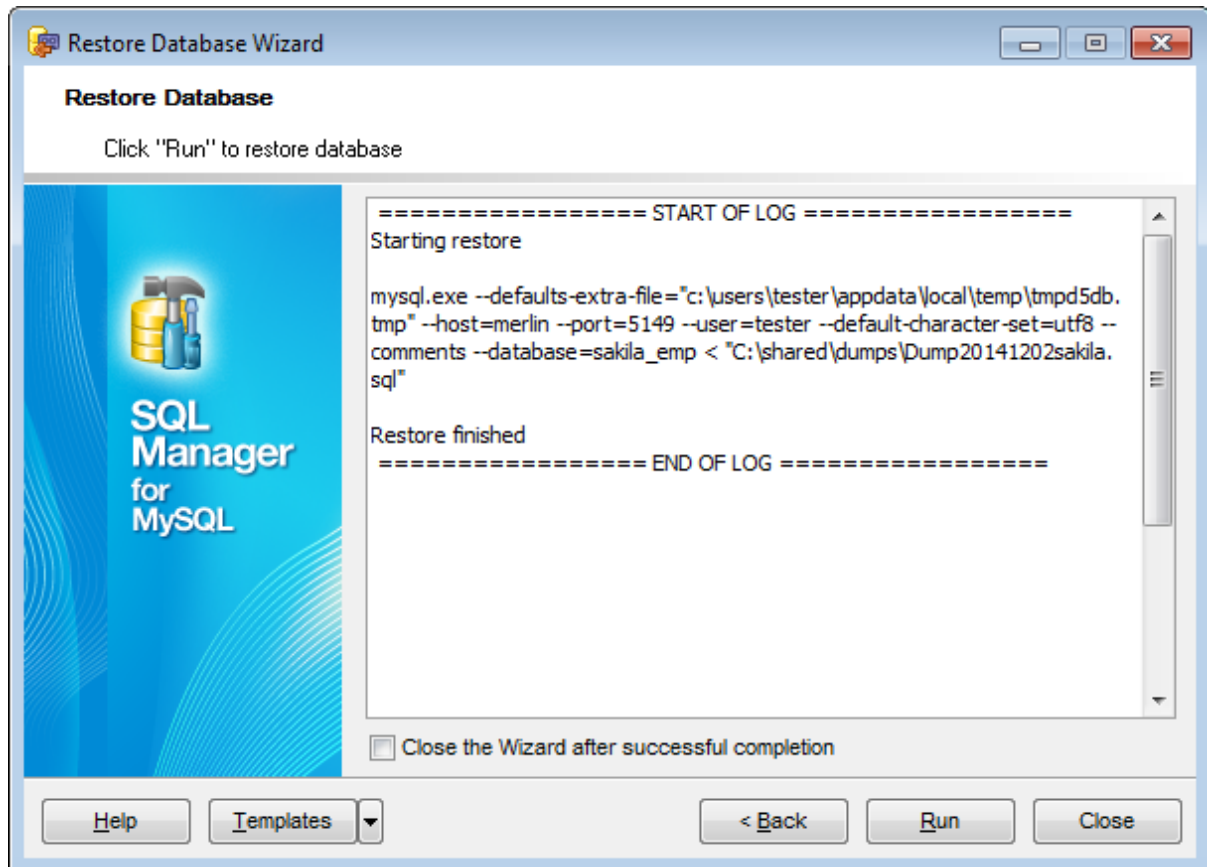 Restore Database Wizard
Restore Database
Click "Run" to restore database
================= START OF LOG =================
Starting restore
mysql.exe --defaults-extra-file="c:\users\tester\appdata\local\temp\tmpd5db.
tmp" --host=merlin --port=5149 --user=tester --default-character-set=utf8 --
comments --database=sakila_emp < "C:\shared\dumps\Dump20141202sakila.
sql"
Restore finished
================= END OF LOG =================
SQL
Manager
for
MySQL
Close the Wizard after successful completion
Help
Templates
< Back
Run
Close